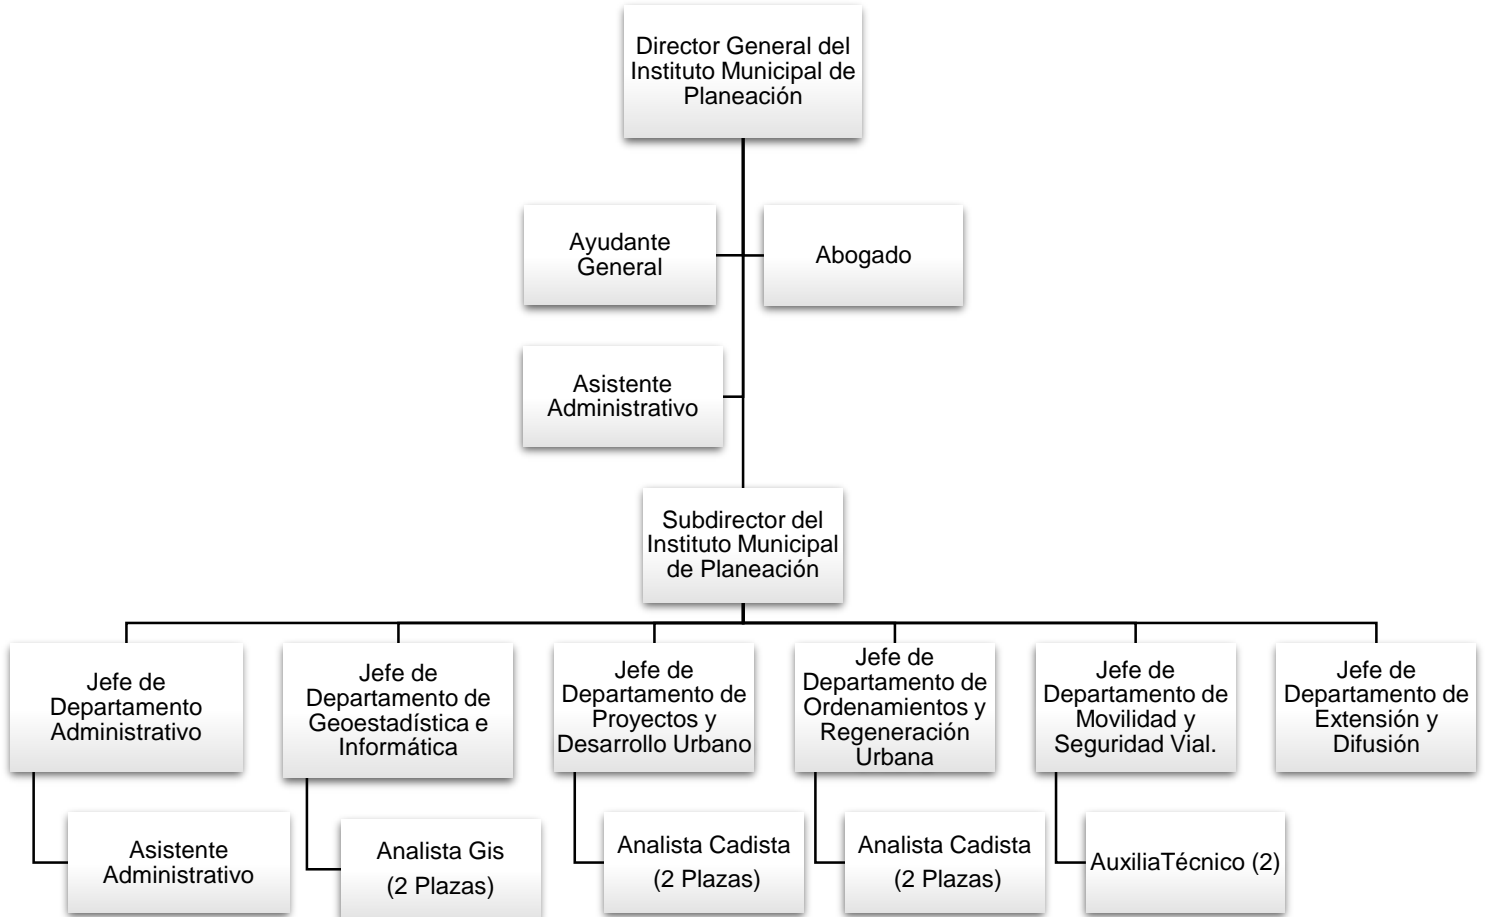 Director General del
Instituto Municipal de
Planeación
Ayudante
General
Abogado
Asistente
Administrativo
Subdirector del
Instituto Municipal
de Planeación
Jefe de
Departamento
Administrativo
Jefe de
Departamento de
Geoestadística e
Informática
Jefe de
Departamento de
Proyectos y
Desarrollo Urbano
Jefe de
Departamento de
Ordenamientos y
Regeneración
Urbana
Jefe de
Departamento de
Movilidad y
Seguridad Vial.
Jefe de
Departamento de
Extensión y
Difusión
Asistente
Administrativo
Analista Gis
(2 Plazas)
Analista Cadista
(2 Plazas)
Analista Cadista
(2 Plazas)
AuxiliaTécnico (2)